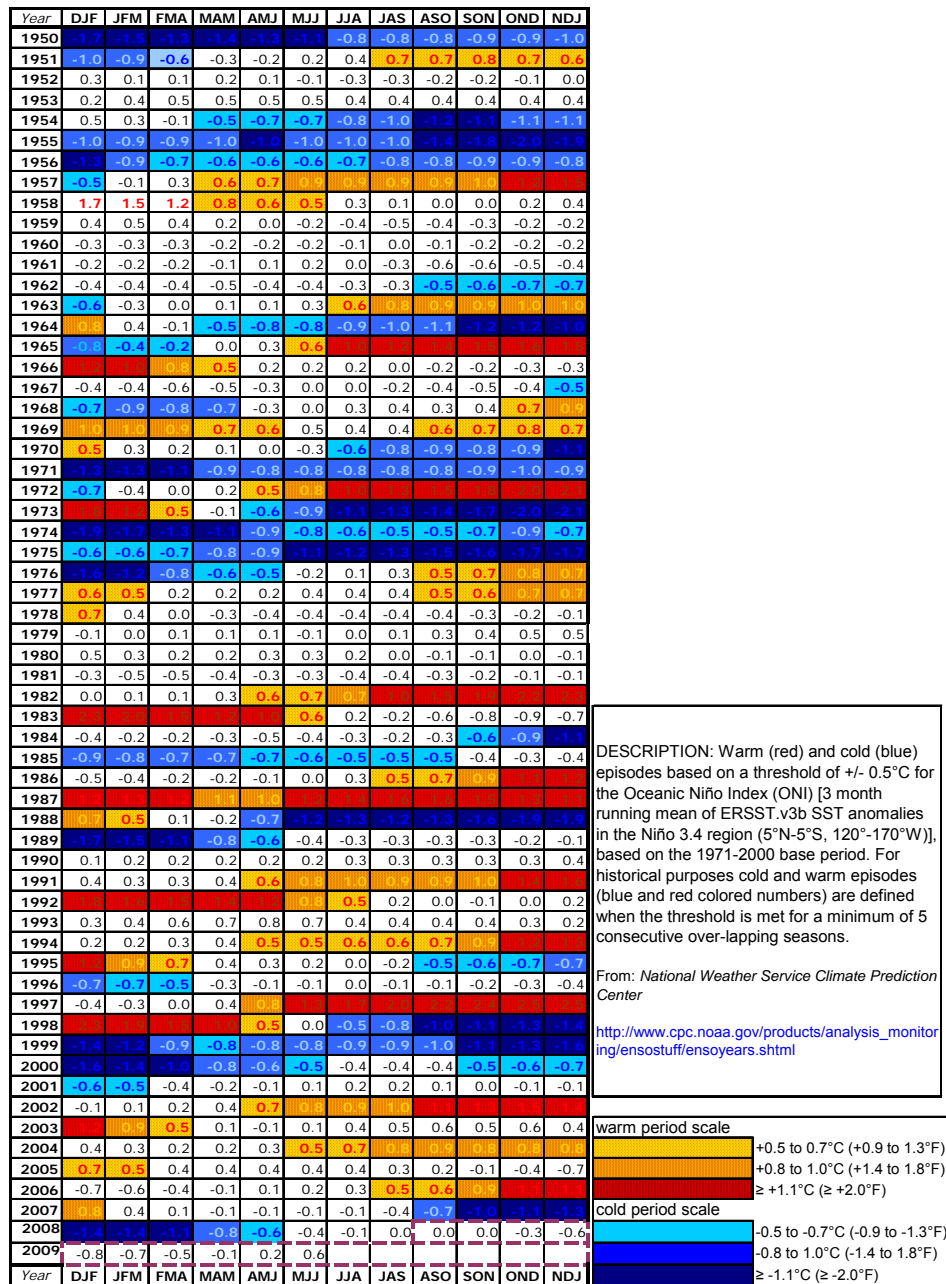 Year DJF JFM FMA MAM AMJ MJJ JJA JAS ASO SON OND NDJ
1950 -1.7 -1.5 -1.3 -1.4 -1.3 -1.1 -0.8 -0.8 -0.8 -0.9 -0.9 -1.0
1951 -1.0 -0.9 -0.6 -0.3 -0.2 0.2 0.4 0.7 0.7 0.8 0.7 0.6
1952 0.3 0.1 0.1 0.2 0.1 -0.1 -0.3 -0.3 -0.2 -0.2 -0.1 0.0
1953 0.2 0.4 0.5 0.5 0.5 0.5 0.4 0.4 0.4 0.4 0.4 0.4
1954 0.5 0.3 -0.1 -0.5 -0.7 -0.7 -0.8 -1.0 -1.2 -1.1 -1.1 -1.1
1955 -1.0 -0.9 -0.9 -1.0 -1.0 -1.0 -1.0 -1.0 -1.4 -1.8 -2.0 -1.9
1956 -1.3 -0.9 -0.7 -0.6 -0.6 -0.6 -0.7 -0.8 -0.8 -0.9 -0.9 -0.8
1957 -0.5 -0.1 0.3 0.6 0.7 0.9 0.9 0.9 0.9 1.0 1.2 1.5
1958 1.7 1.5 1.2 0.8 0.6 0.5 0.3 0.1 0.0 0.0 0.2 0.4
1959 0.4 0.5 0.4 0.2 0.0 -0.2 -0.4 -0.5 -0.4 -0.3 -0.2 -0.2
1960 -0.3 -0.3 -0.3 -0.2 -0.2 -0.2 -0.1 0.0 -0.1 -0.2 -0.2 -0.2
1961 -0.2 -0.2 -0.2 -0.1 0.1 0.2 0.0 -0.3 -0.6 -0.6 -0.5 -0.4
1962 -0.4 -0.4 -0.4 -0.5 -0.4 -0.4 -0.3 -0.3 -0.5 -0.6 -0.7 -0.7
1963 -0.6 -0.3 0.0 0.1 0.1 0.3 0.6 0.8 0.9 0.9 1.0 1.0
1964 0.8 0.4 -0.1 -0.5 -0.8 -0.8 -0.9 -1.0 -1.1 -1.2 -1.2 -1.0
1965 -0.8 -0.4 -0.2 0.0 0.3 0.6 1.0 1.2 1.4 1.5 1.6 1.5
1966 1.2 1.0 0.8 0.5 0.2 0.2 0.2 0.0 -0.2 -0.2 -0.3 -0.3
1967 -0.4 -0.4 -0.6 -0.5 -0.3 0.0 0.0 -0.2 -0.4 -0.5 -0.4 -0.5
1968 -0.7 -0.9 -0.8 -0.7 -0.3 0.0 0.3 0.4 0.3 0.4 0.7 0.9
1969 1.0 1.0 0.9 0.7 0.6 0.5 0.4 0.4 0.6 0.7 0.8 0.7
1970 0.5 0.3 0.2 0.1 0.0 -0.3 -0.6 -0.8 -0.9 -0.8 -0.9 -1.1
1971 -1.3 -1.3 -1.1 -0.9 -0.8 -0.8 -0.8 -0.8 -0.8 -0.9 -1.0 -0.9
1972 -0.7 -0.4 0.0 0.2 0.5 0.8 1.0 1.3 1.5 1.8 2.0 2.1
1973 1.8 1.2 0.5 -0.1 -0.6 -0.9 -1.1 -1.3 -1.4 -1.7 -2.0 -2.1
1974 -1.9 -1.7 -1.3 -1.1 -0.9 -0.8 -0.6 -0.5 -0.5 -0.7 -0.9 -0.7
1975 -0.6 -0.6 -0.7 -0.8 -0.9 -1.1 -1.2 -1.3 -1.5 -1.6 -1.7 -1.7
1976 -1.6 -1.2 -0.8 -0.6 -0.5 -0.2 0.1 0.3 0.5 0.7 0.8 0.7
1977 0.6 0.5 0.2 0.2 0.2 0.4 0.4 0.4 0.5 0.6 0.7 0.7
1978 0.7 0.4 0.0 -0.3 -0.4 -0.4 -0.4 -0.4 -0.4 -0.3 -0.2 -0.1
1979 -0.1 0.0 0.1 0.1 0.1 -0.1 0.0 0.1 0.3 0.4 0.5 0.5
1980 0.5 0.3 0.2 0.2 0.3 0.3 0.2 0.0 -0.1 -0.1 0.0 -0.1
1981 -0.3 -0.5 -0.5 -0.4 -0.3 -0.3 -0.4 -0.4 -0.3 -0.2 -0.1 -0.1
1982 0.0 0.1 0.1 0.3 0.6 0.7 0.7 1.0 1.5 1.9 2.2 2.3
1983 2.3 2.0 1.5 1.2 1.0 0.6 0.2 -0.2 -0.6 -0.8 -0.9 -0.7
1984 -0.4 -0.2 -0.2 -0.3 -0.5 -0.4 -0.3 -0.2 -0.3 -0.6 -0.9 -1.1
1985 -0.9 -0.8 -0.7 -0.7 -0.7 -0.6 -0.5 -0.5 -0.5 -0.4 -0.3 -0.4
1986 -0.5 -0.4 -0.2 -0.2 -0.1 0.0 0.3 0.5 0.7 0.9 1.1 1.2
1987 1.2 1.3 1.2 1.1 1.0 1.2 1.4 1.6 1.6 1.5 1.3 1.1
1988 0.7 0.5 0.1 -0.2 -0.7 -1.2 -1.3 -1.2 -1.3 -1.6 -1.9 -1.9
1989 -1.7 -1.5 -1.1 -0.8 -0.6 -0.4 -0.3 -0.3 -0.3 -0.3 -0.2 -0.1
1990 0.1 0.2 0.2 0.2 0.2 0.2 0.3 0.3 0.3 0.3 0.3 0.4
1991 0.4 0.3 0.3 0.4 0.6 0.8 1.0 0.9 0.9 1.0 1.4 1.6
1992 1.8 1.6 1.5 1.4 1.2 0.8 0.5 0.2 0.0 -0.1 0.0 0.2
1993 0.3 0.4 0.6 0.7 0.8 0.7 0.4 0.4 0.4 0.4 0.3 0.2
1994 0.2 0.2 0.3 0.4 0.5 0.5 0.6 0.6 0.7 0.9 1.2 1.3
1995 1.2 0.9 0.7 0.4 0.3 0.2 0.0 -0.2 -0.5 -0.6 -0.7 -0.7
1996 -0.7 -0.7 -0.5 -0.3 -0.1 -0.1 0.0 -0.1 -0.1 -0.2 -0.3 -0.4
1997 -0.4 -0.3 0.0 0.4 0.8 1.3 1.7 2.0 2.2 2.4 2.5 2.5
1998 2.3 1.9 1.5 1.0 0.5 0.0 -0.5 -0.8 -1.0 -1.1 -1.3 -1.4
1999 -1.4 -1.2 -0.9 -0.8 -0.8 -0.8 -0.9 -0.9 -1.0 -1.1 -1.3 -1.6
2000 -1.6 -1.4 -1.0 -0.8 -0.6 -0.5 -0.4 -0.4 -0.4 -0.5 -0.6 -0.7
2001 -0.6 -0.5 -0.4 -0.2 -0.1 0.1 0.2 0.2 0.1 0.0 -0.1 -0.1
2002 -0.1 0.1 0.2 0.4 0.7 0.8 0.9 1.0
2003 1.2 0.9 0.5 0.1 -0.1 0.1 0.4 0.5 0.6 0.5 0.6 0.4
2004 0.4 0.3 0.2 0.2 0.3 0.5 0.7 0.8 0.9 0.8 0.8 0.8
2005 0.7 0.5 0.4 0.4 0.4 0.4 0.4 0.3 0.2 -0.1 -0.4 -0.7
2006 -0.7 -0.6 -0.4 -0.1 0.1 0.2 0.3 0.5 0.6 0.9 1.1 1.1
2007 0.8 0.4 0.1 -0.1 -0.1 -0.1 -0.1 -0.4 -0.7 -1.0 -1.1 -1.3
2008 -1.4 -1.4 -1.1 -0.8 -0.6 -0.4 -0.1 0.0 0.0 0.0 -0.3 -0.6
2009 -0.8 -0.7 -0.5 -0.1 0.2 0.6
Year DJF JFM FMA MAM AMJ MJJ JJA JAS ASO SON OND NDJ
DESCRIPTION: Warm (red) and cold (blue)
episodes based on a threshold of +/- 0.5°C for
the Oceanic Niño Index (ONI) [3 month
running mean of ERSST.v3b SST anomalies
in the Niño 3.4 region (5°N-5°S, 120°-170°W)],
based on the 1971-2000 base period. For
historical purposes cold and warm episodes
(blue and red colored numbers) are defined
when the threshold is met for a minimum of 5
consecutive over-lapping seasons.
From: National Weather Service Climate Prediction
Center
http://www.cpc.noaa.gov/products/analysis_monitor
ing/ensostuff/ensoyears.shtml
warm period scale
+0.5 to 0.7°C (+0.9 to 1.3°F)
+0.8 to 1.0°C (+1.4 to 1.8°F)
≥ +1.1°C (≥ +2.0°F)
cold period scale
-0.5 to -0.7°C (-0.9 to -1.3°F)
-0.8 to 1.0°C (-1.4 to 1.8°F)
≥ -1.1°C (≥ -2.0°F)